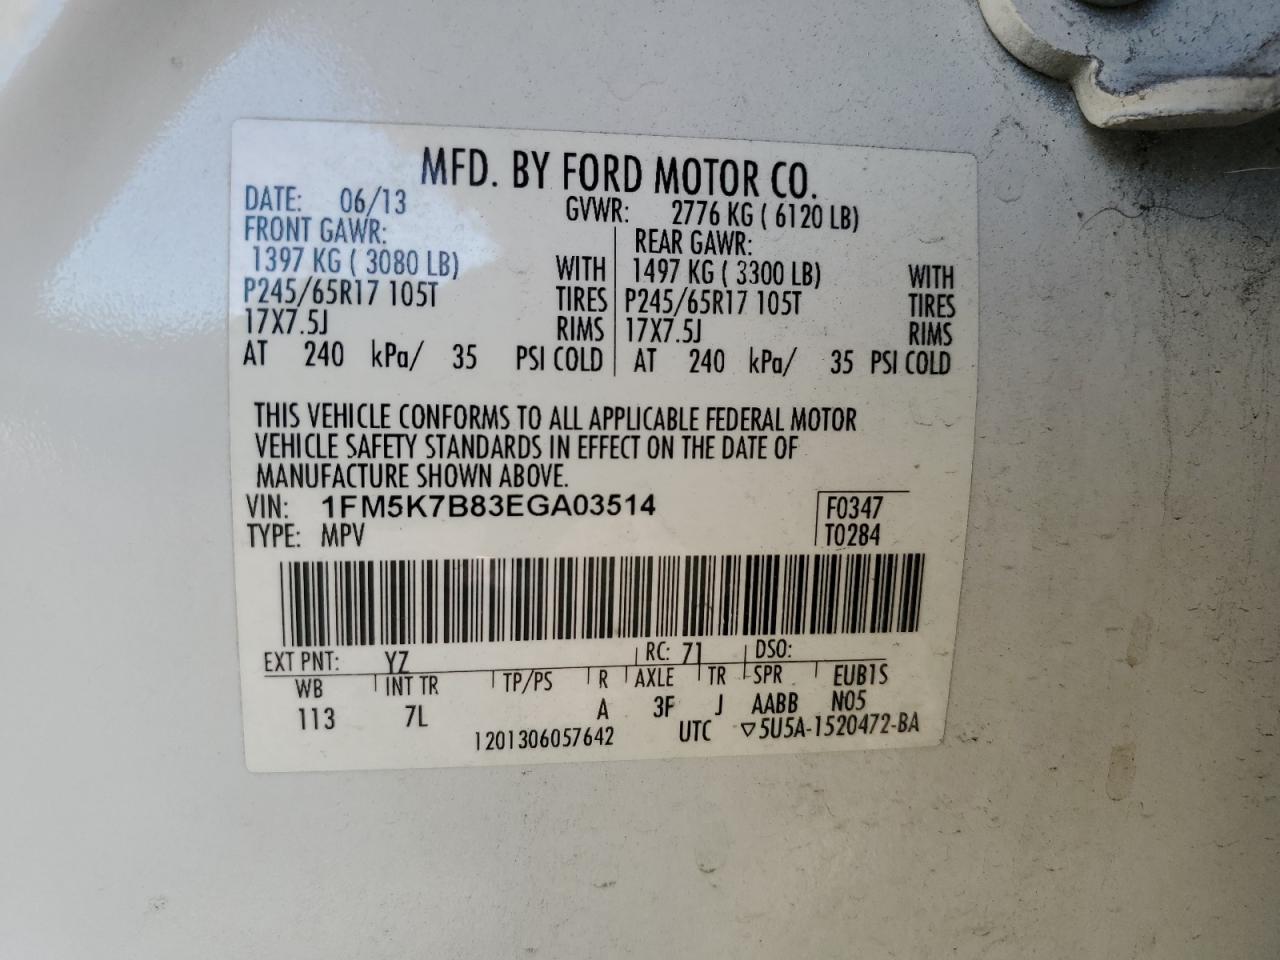 MFD. BY FORD MOTOR CO.
DATE: 06/13 GVWR: 2776 KG ( 6120 LB)
FRONT GAWR: REAR GAWR:
1397 KG ( 3080 LB) WITH 1497 KG ( 3300 LB) WITH
P245/65R17 105T TIRES P245/65R17 105T TIRES
17X7.5J RIMS 17X7.5J RIMS
AT 240 kPa/ 35 PSI COLD AT 240 kPa/ 35 PSI COLD
THIS VEHICLE CONFORMS TO ALL APPLICABLE FEDERAL MOTOR
VEHICLE SAFETY STANDARDS IN EFFECT ON THE DATE OF
MANUFACTURE SHOWN ABOVE.
VIN: 1FM5K7B83EGA03514 F0347
TYPE: MPV T0284
EXT PNT: YZ RC: 71 DSO:
WB INT TR TP/PS R AXLE TR SPR EUB1S
113 7L A 3F J AABB N05
1201306057642 UTC ▽5U5A-1520472-BA